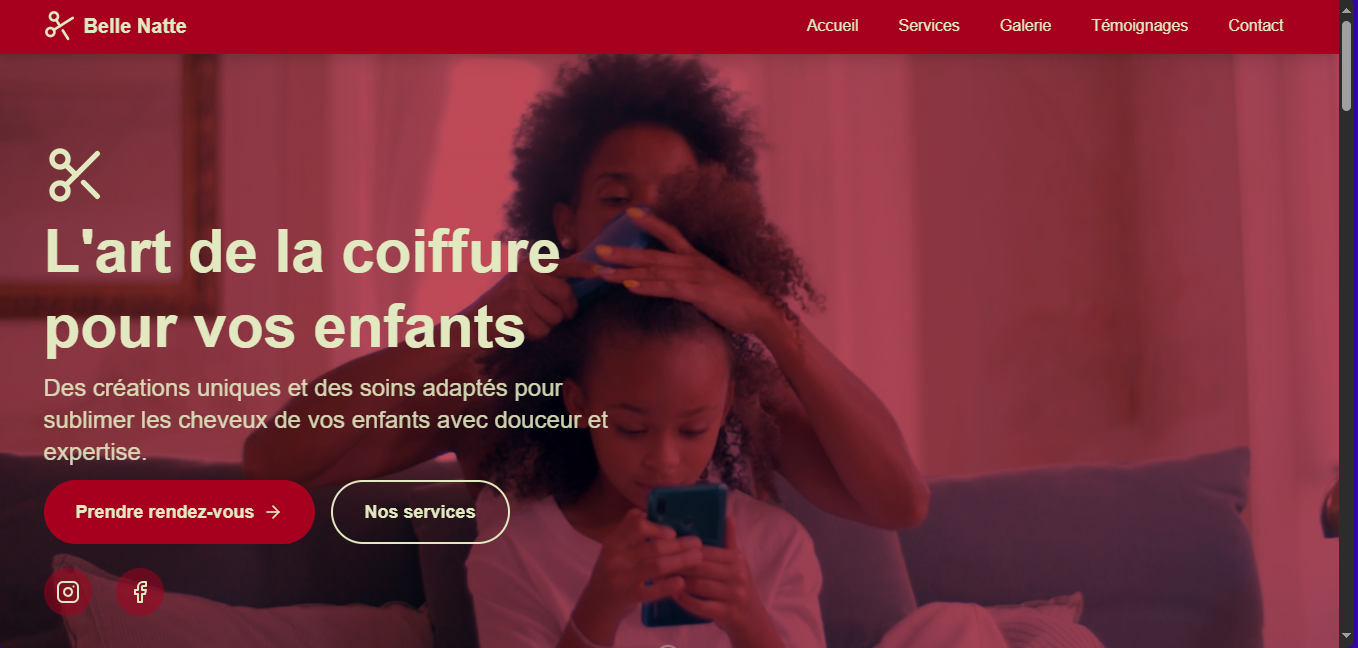 Belle Natte
Accueil Services Galerie Témoignages Contact
L'art de la coiffure
pour vos enfants
Des créations uniques et des soins adaptés pour
sublimer les cheveux de vos enfants avec douceur et
expertise.
Prendre rendez-vous →
Nos services